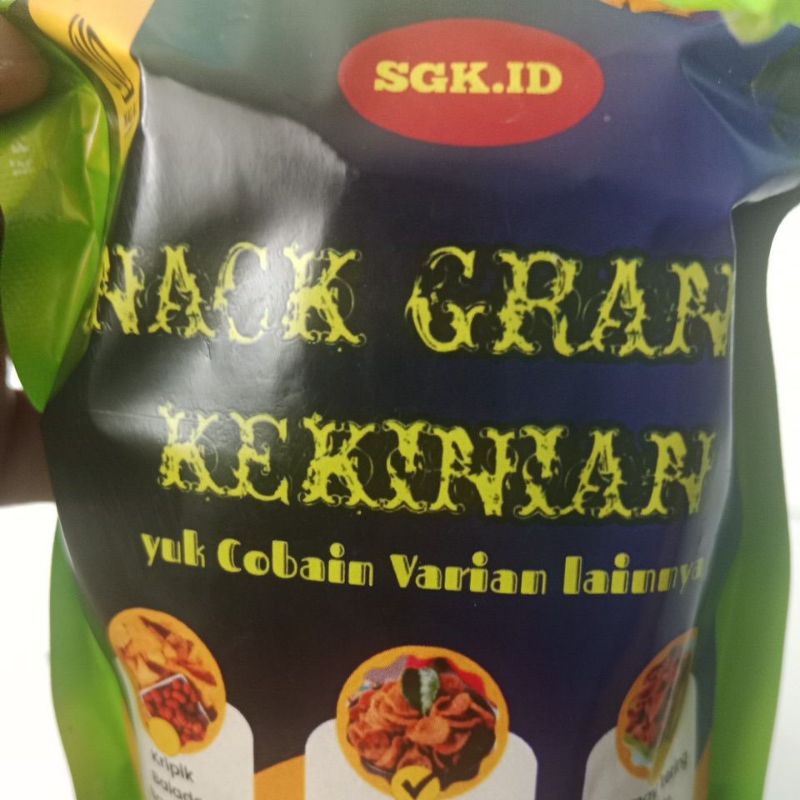 SGK.ID
NACK GRAN
KEKINIAN
yuk Cobain Varian lainnya
Kripik